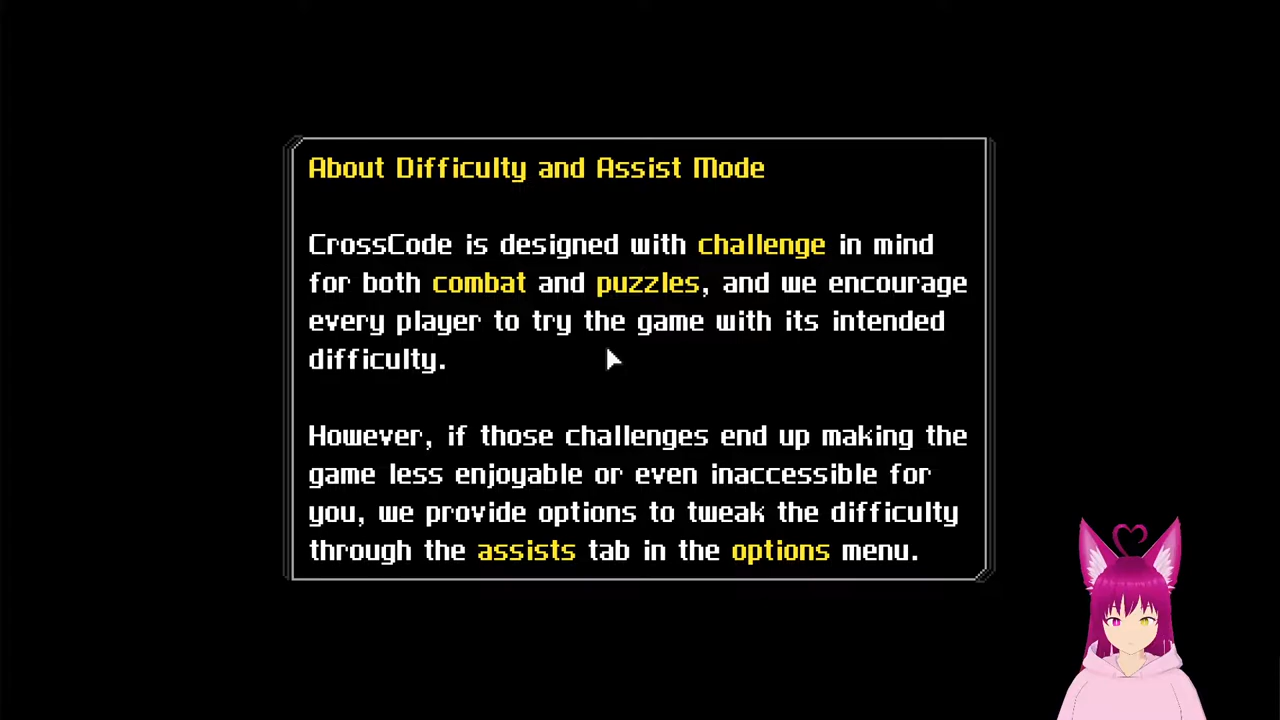 About Difficulty and Assist Mode
CrossCode is designed with challenge in mind
for both combat and puzzles, and we encourage
every player to try the game with its intended
difficulty.
However, if those challenges end up making the
game less enjoyable or even inaccessible for
you, we provide options to tweak the difficulty
through the assists tab in the options menu.